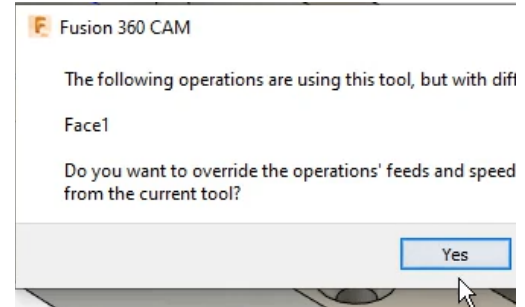 Fusion 360 CAM
The following operations are using this tool, but with
Face1
Do you want to override the operations' feeds and
from the current tool?
Yes